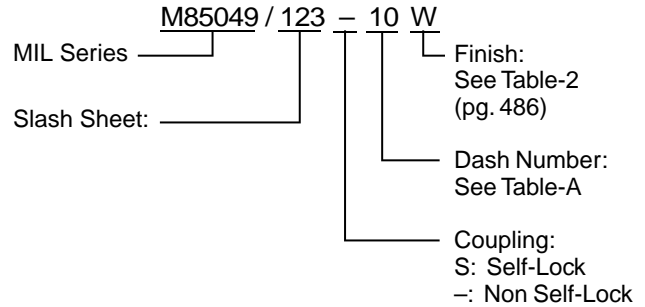 M85049 / 123 – 10 W
MIL Series
Finish:
See Table-2
(pg. 486)
Slash Sheet:
Dash Number:
See Table-A
Coupling:
S: Self-Lock
–: Non Self-Lock